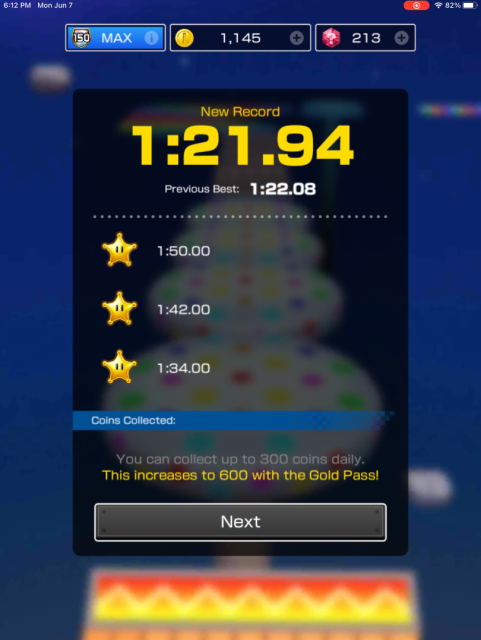 6:12 PM Mon Jun 7 82%
150 MAX i 1,145 213
New Record
1:21.94
Previous Best: 1:22.08
1:50.00
1:42.00
1:34.00
Coins Collected:
You can collect up to 300 coins daily.
This increases to 600 with the Gold Pass!
Next